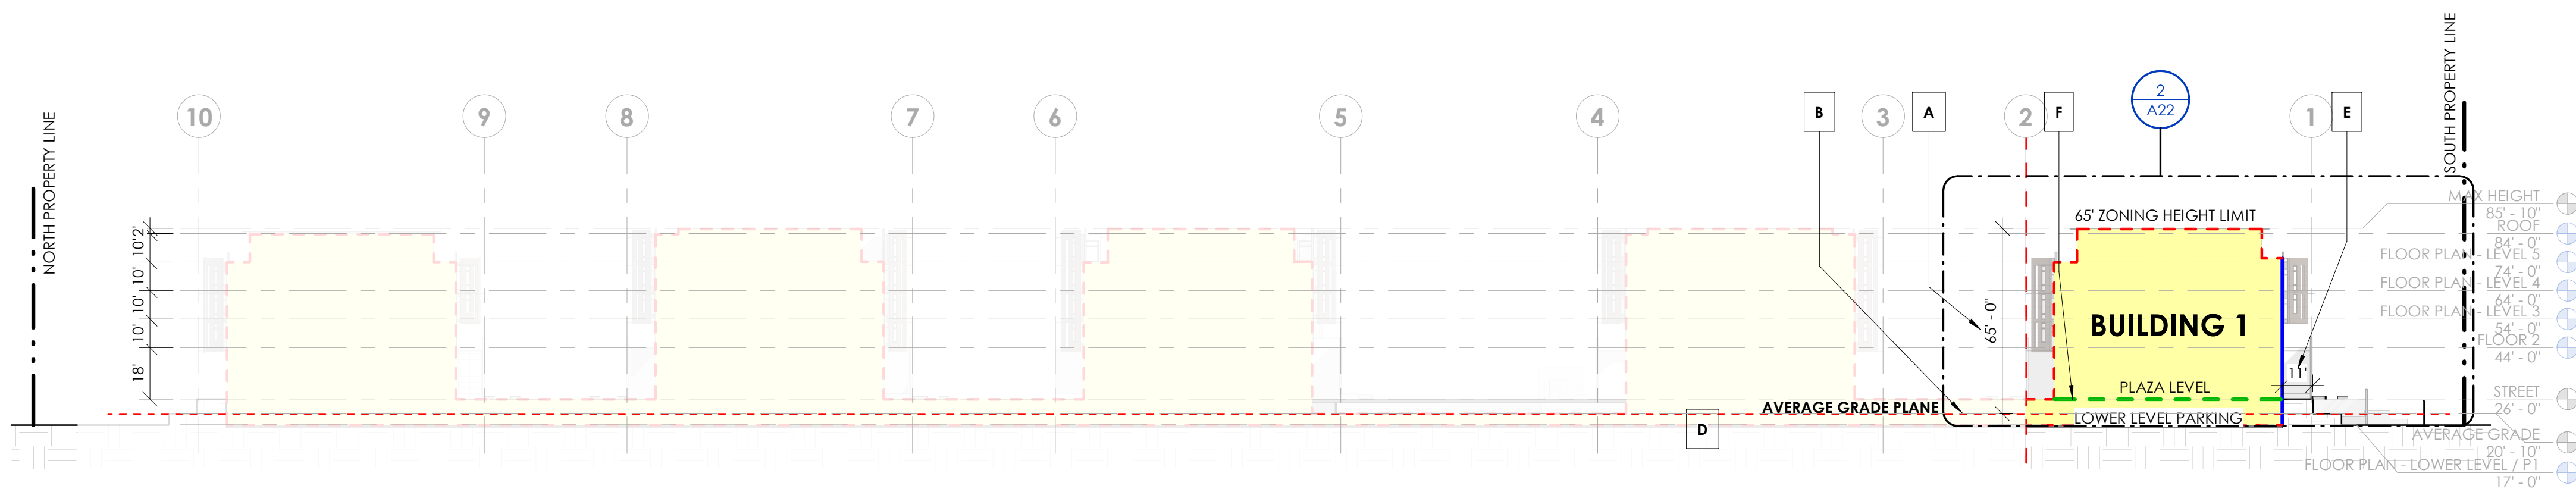 NORTH PROPERTY LINE
SOUTH PROPERTY LINE
10
9
8
7
6
5
4
B
3
A
2
F
2
A22
1
E
MAX HEIGHT
85' - 10"
ROOF
84' - 0"
FLOOR PLAN - LEVEL 5
74' - 0"
FLOOR PLAN - LEVEL 4
64' - 0"
FLOOR PLAN - LEVEL 3
54' - 0"
FLOOR 2
44' - 0"
STREET
26' - 0"
AVERAGE GRADE
20' - 10"
FLOOR PLAN - LOWER LEVEL / P1
17' - 0"
2'
10'
10'
10'
10'
18'
65' ZONING HEIGHT LIMIT
65' - 0"
BUILDING 1
11'
PLAZA LEVEL
AVERAGE GRADE PLANE
LOWER LEVEL PARKING
D